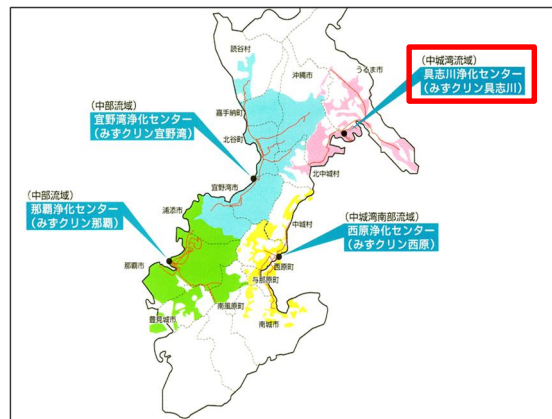 読谷村
沖縄市
うるま市
(中城湾流域)
具志川浄化センター
(みずクリン具志川)
嘉手納町
(中部流域)
宜野湾浄化センター
(みずクリン宜野湾)
北谷町
北中城村
宜野湾市
中城村
浦添市
(中部流域)
那覇浄化センター
(みずクリン那覇)
(中城湾南部流域)
西原浄化センター
(みずクリン西原)
西原町
那覇市
与那原町
南風原町
豊見城市
南城市